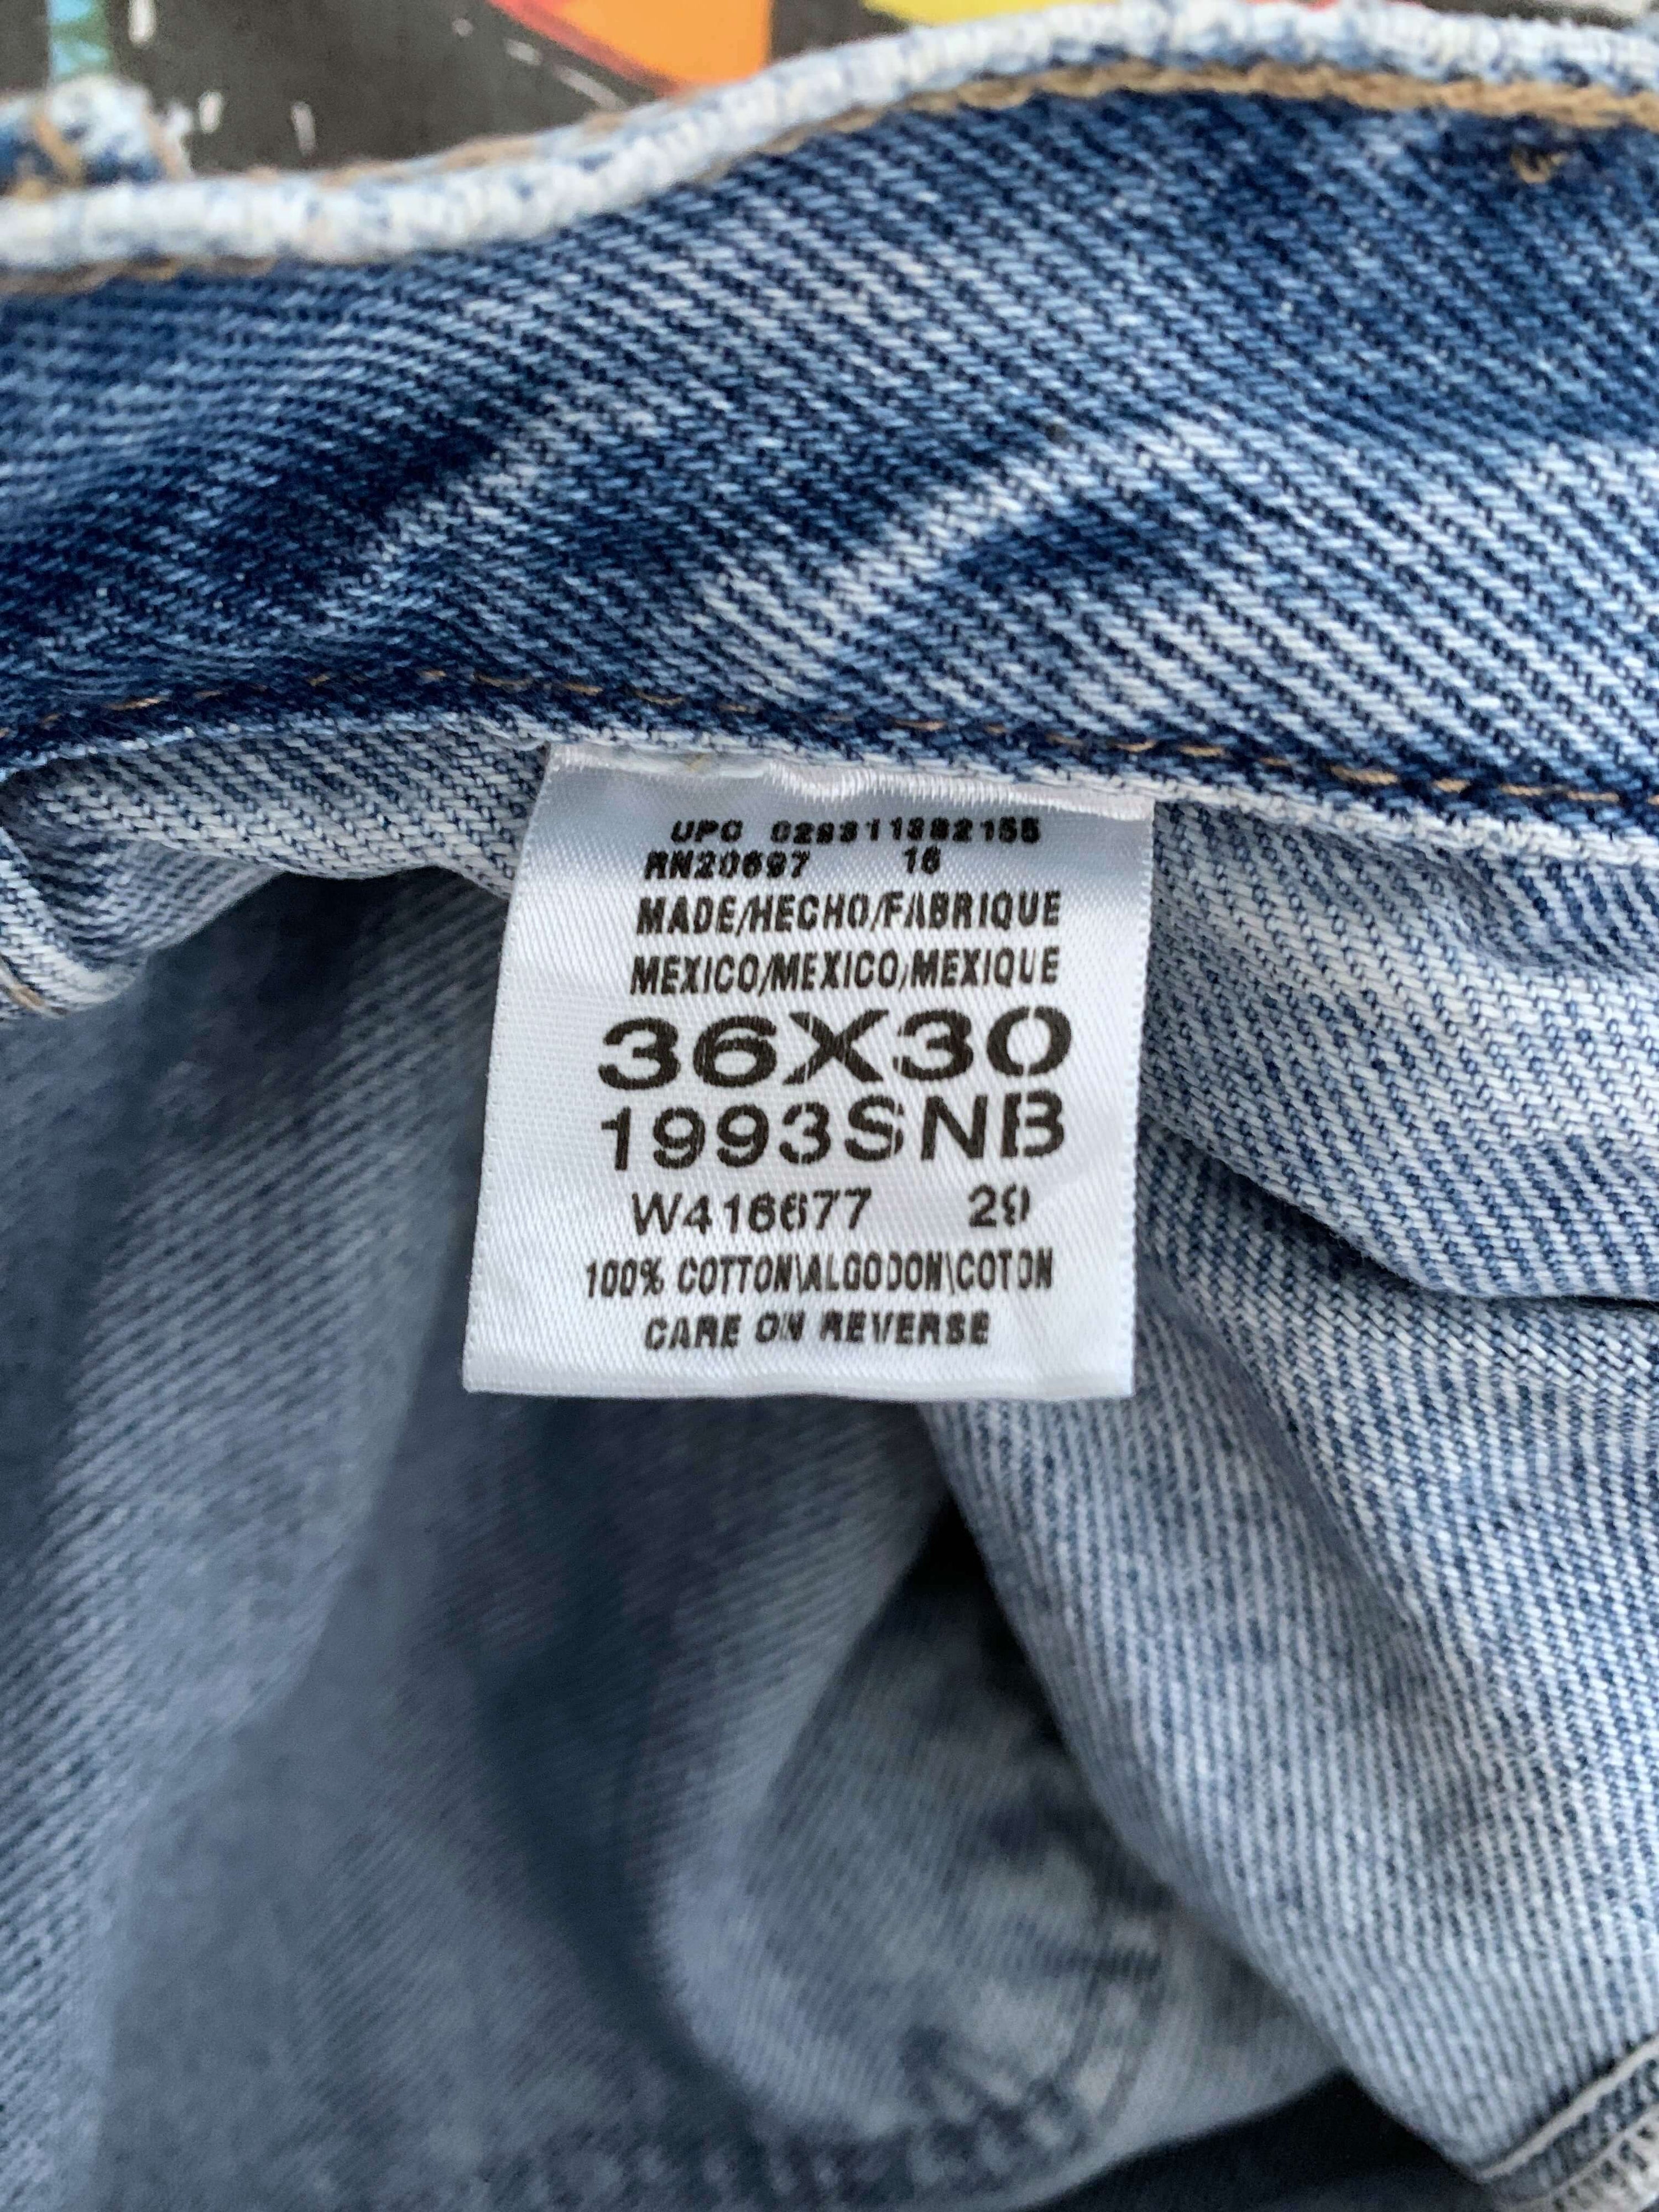 UPC 029311382155
RN20697 16
MADE/HECHO/FABRIQUE
MEXICO/MEXICO/MEXIQUE
36X30
1993SNB
W416677 29
100% COTTON\ALGODON\COTON
CARE ON REVERSE